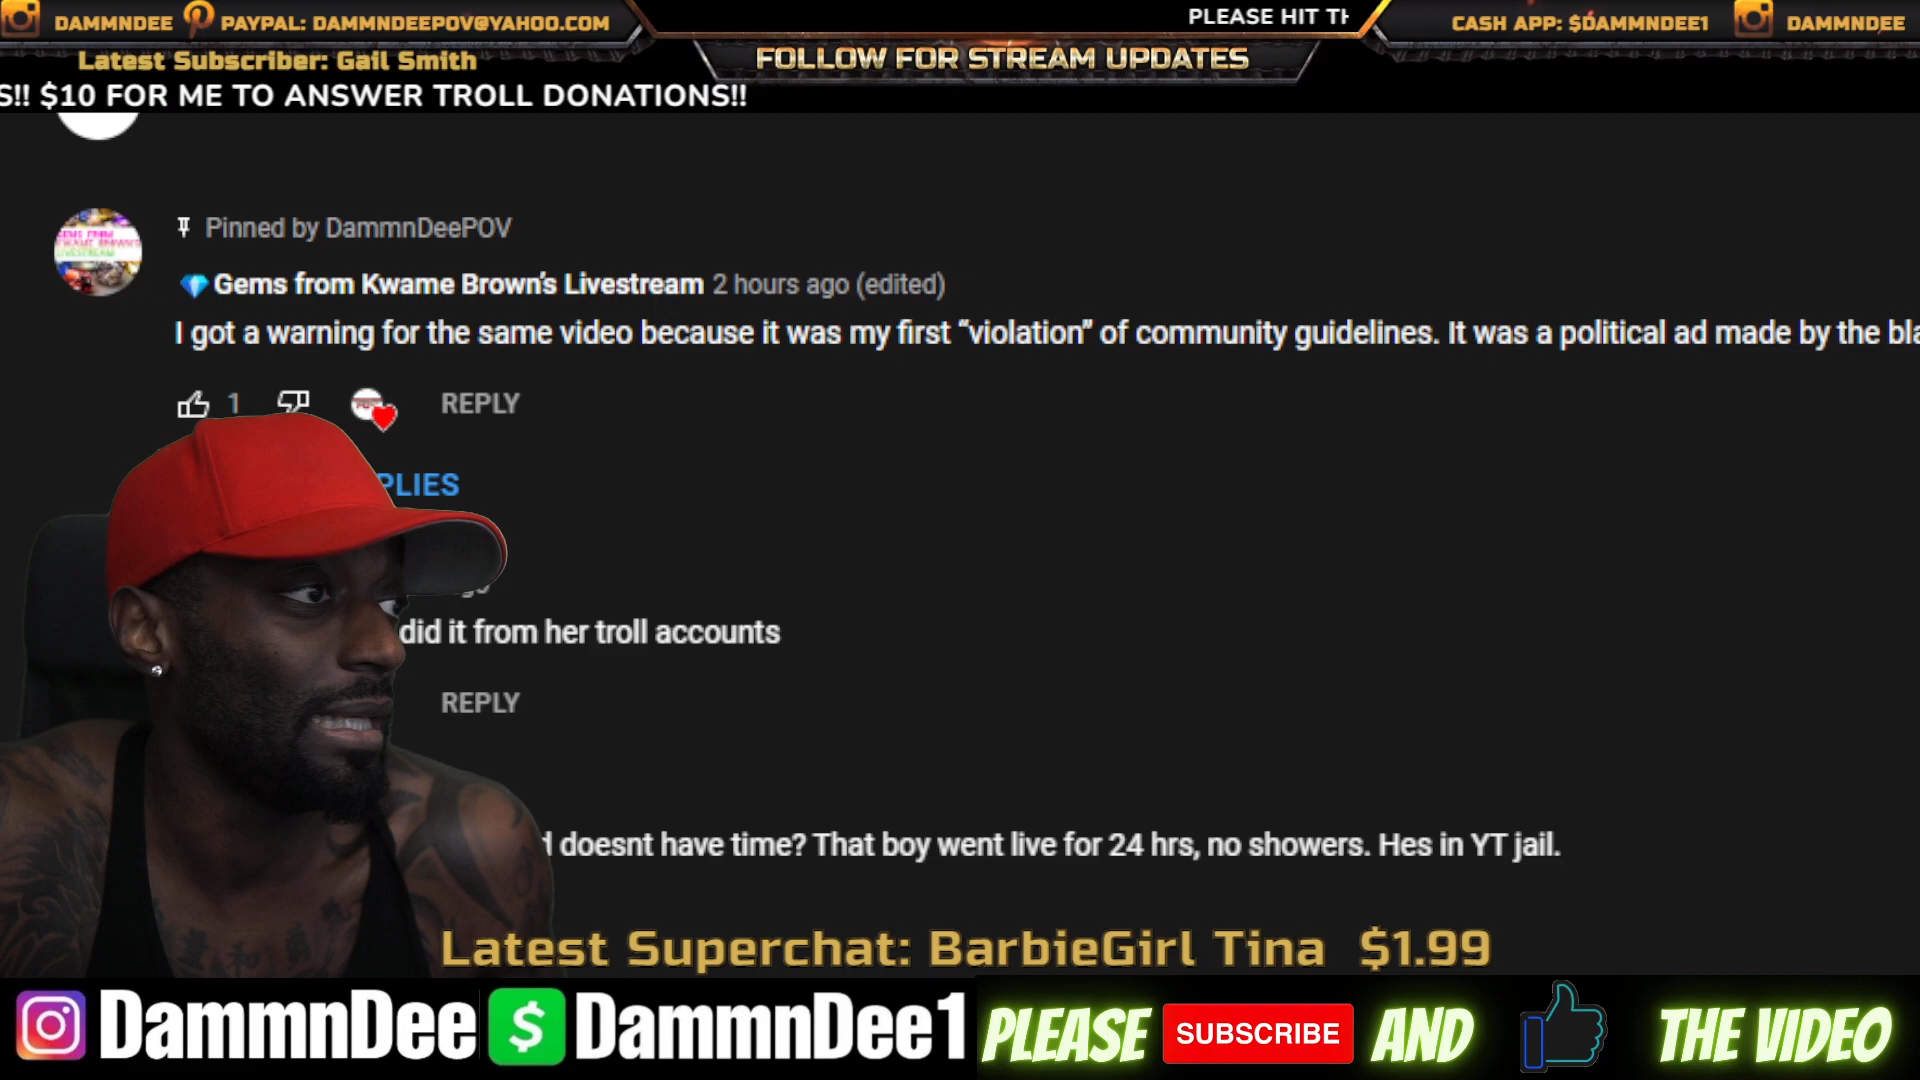 DAMMNDEE PAYPAL: DAMMNDEEPOV@YAHOO.COM
PLEASE HIT
CASH APP: $DAMMNDEE1 DAMMNDEE
Latest Subscriber: Gail Smith
FOLLOW FOR STREAM UPDATES
S!! $10 FOR ME TO ANSWER TROLL DONATIONS!!
Pinned by DammnDeePOV
GEMS FROM
KWAME BROWN'S
LIVESTREAM
Gems from Kwame Brown's Livestream 2 hours ago (edited)
I got a warning for the same video because it was my first “violation” of community guidelines. It was a political ad made by the
1 REPLY
PLIES
did it from her troll accounts
REPLY
doesnt have time? That boy went live for 24 hrs, no showers. Hes in YT jail.
Latest Superchat: BarbieGirl Tina $1.99
DammnDee $ DammnDee1 PLEASE SUBSCRIBE AND THE VIDEO